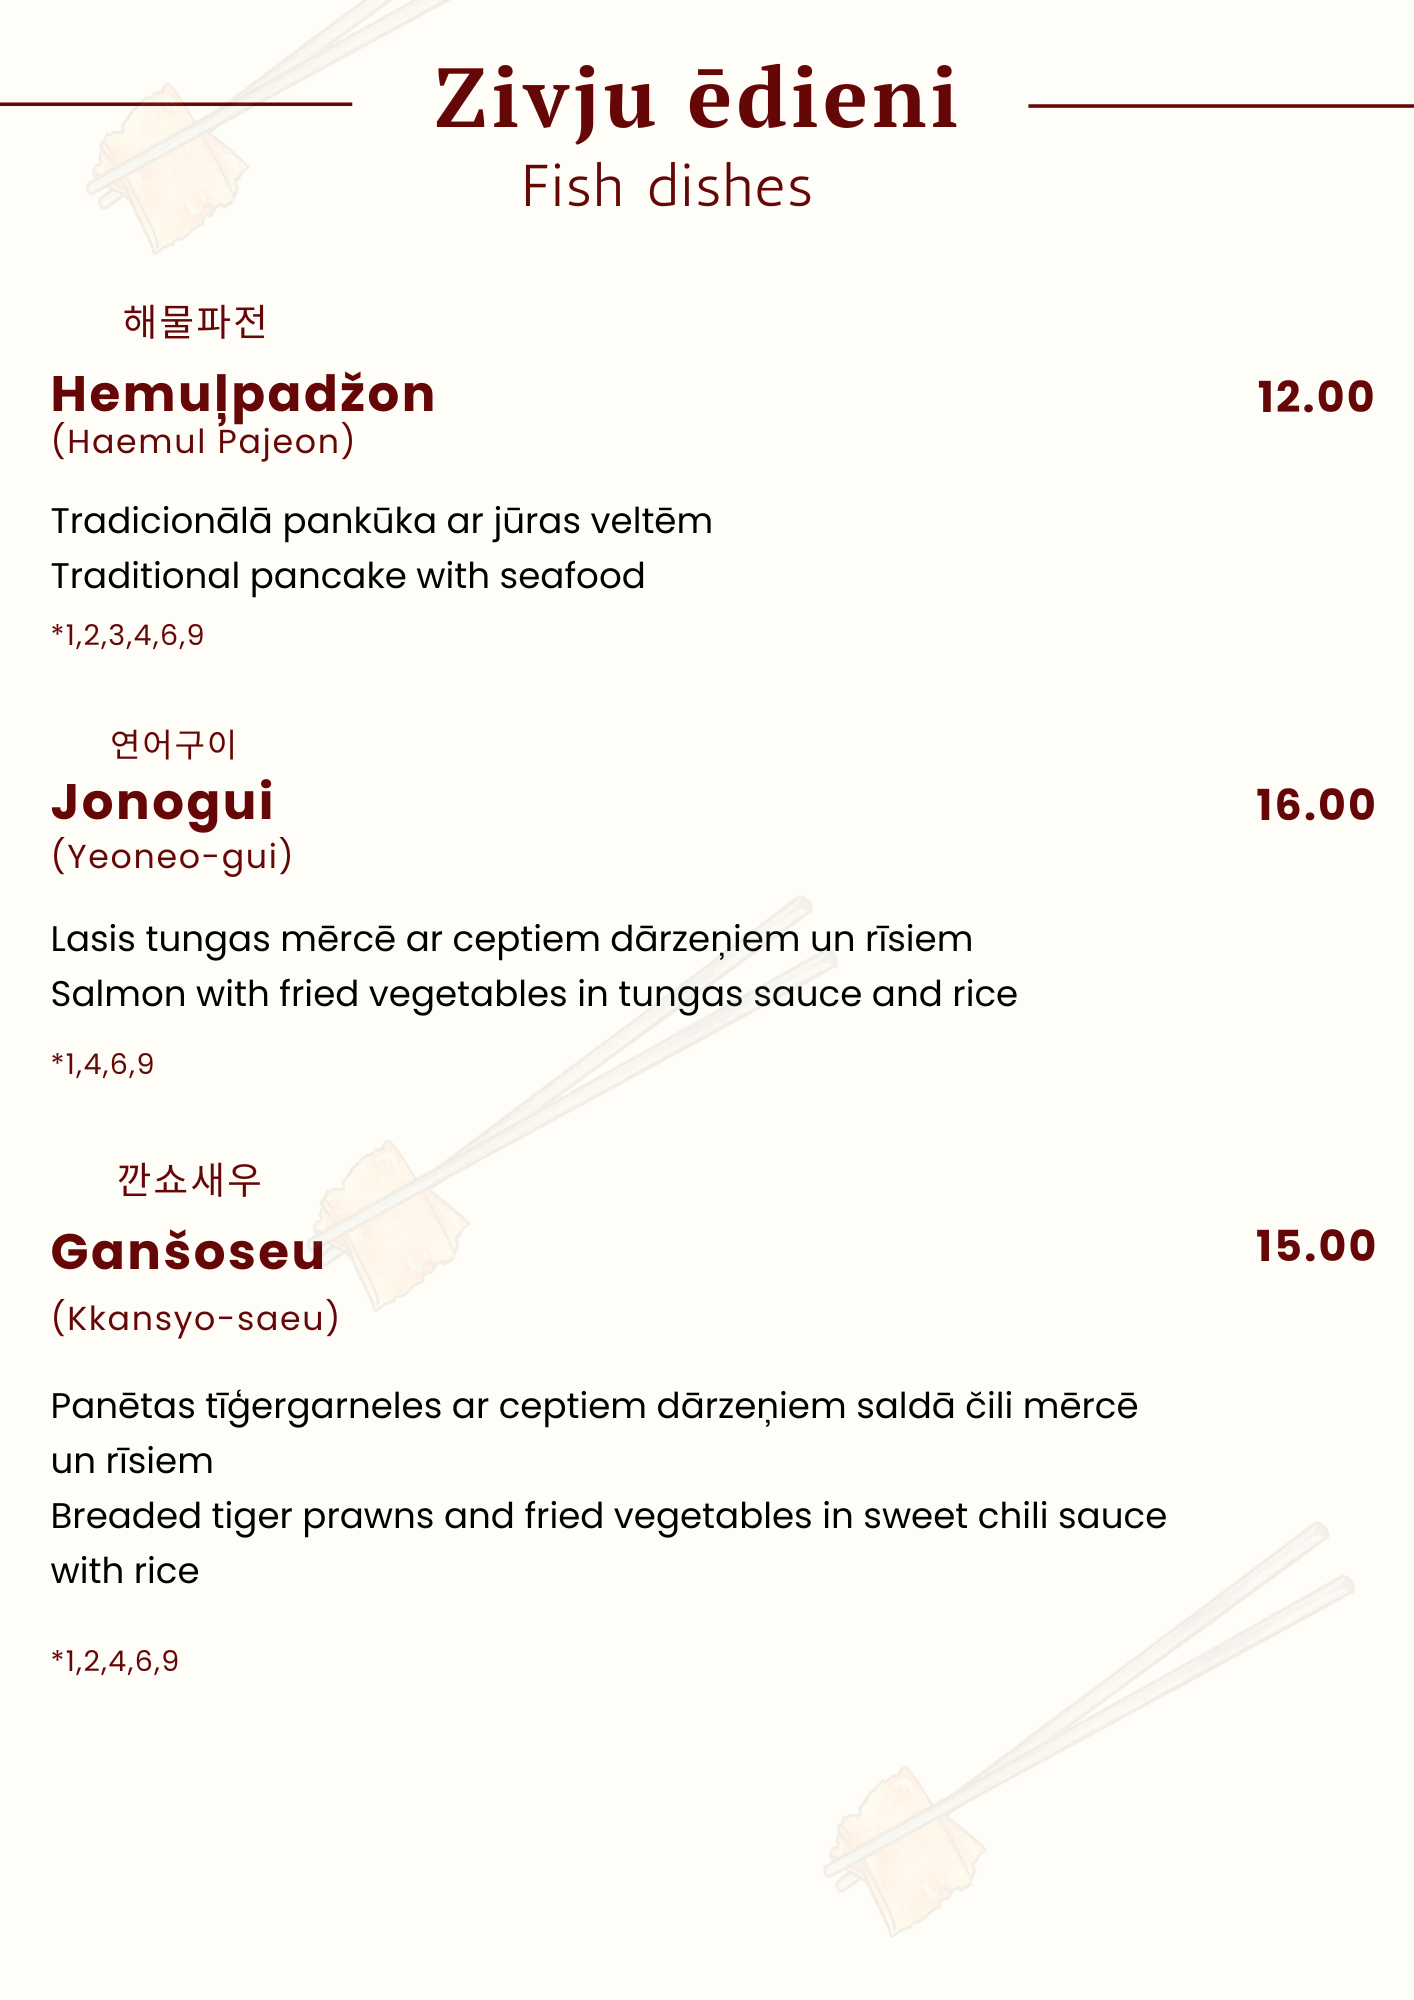 Zivju ēdieni
Fish dishes
해물파전
Hemuļpadžon
12.00
(Haemul Pajeon)
Tradicionālā pankūka ar jūras veltēm
Traditional pancake with seafood
*1,2,3,4,6,9
연어구이
Jonogui
16.00
(Yeoneo-gui)
Lasis tungas mērcē ar ceptiem dārzeņiem un rīsiem
Salmon with fried vegetables in tungas sauce and rice
*1,4,6,9
깐쇼새우
Ganšoseu
15.00
(Kkansyo-saeu)
Panētas tīģergarneles ar ceptiem dārzeņiem saldā čili mērcē
un rīsiem
Breaded tiger prawns and fried vegetables in sweet chili sauce
with rice
*1,2,4,6,9